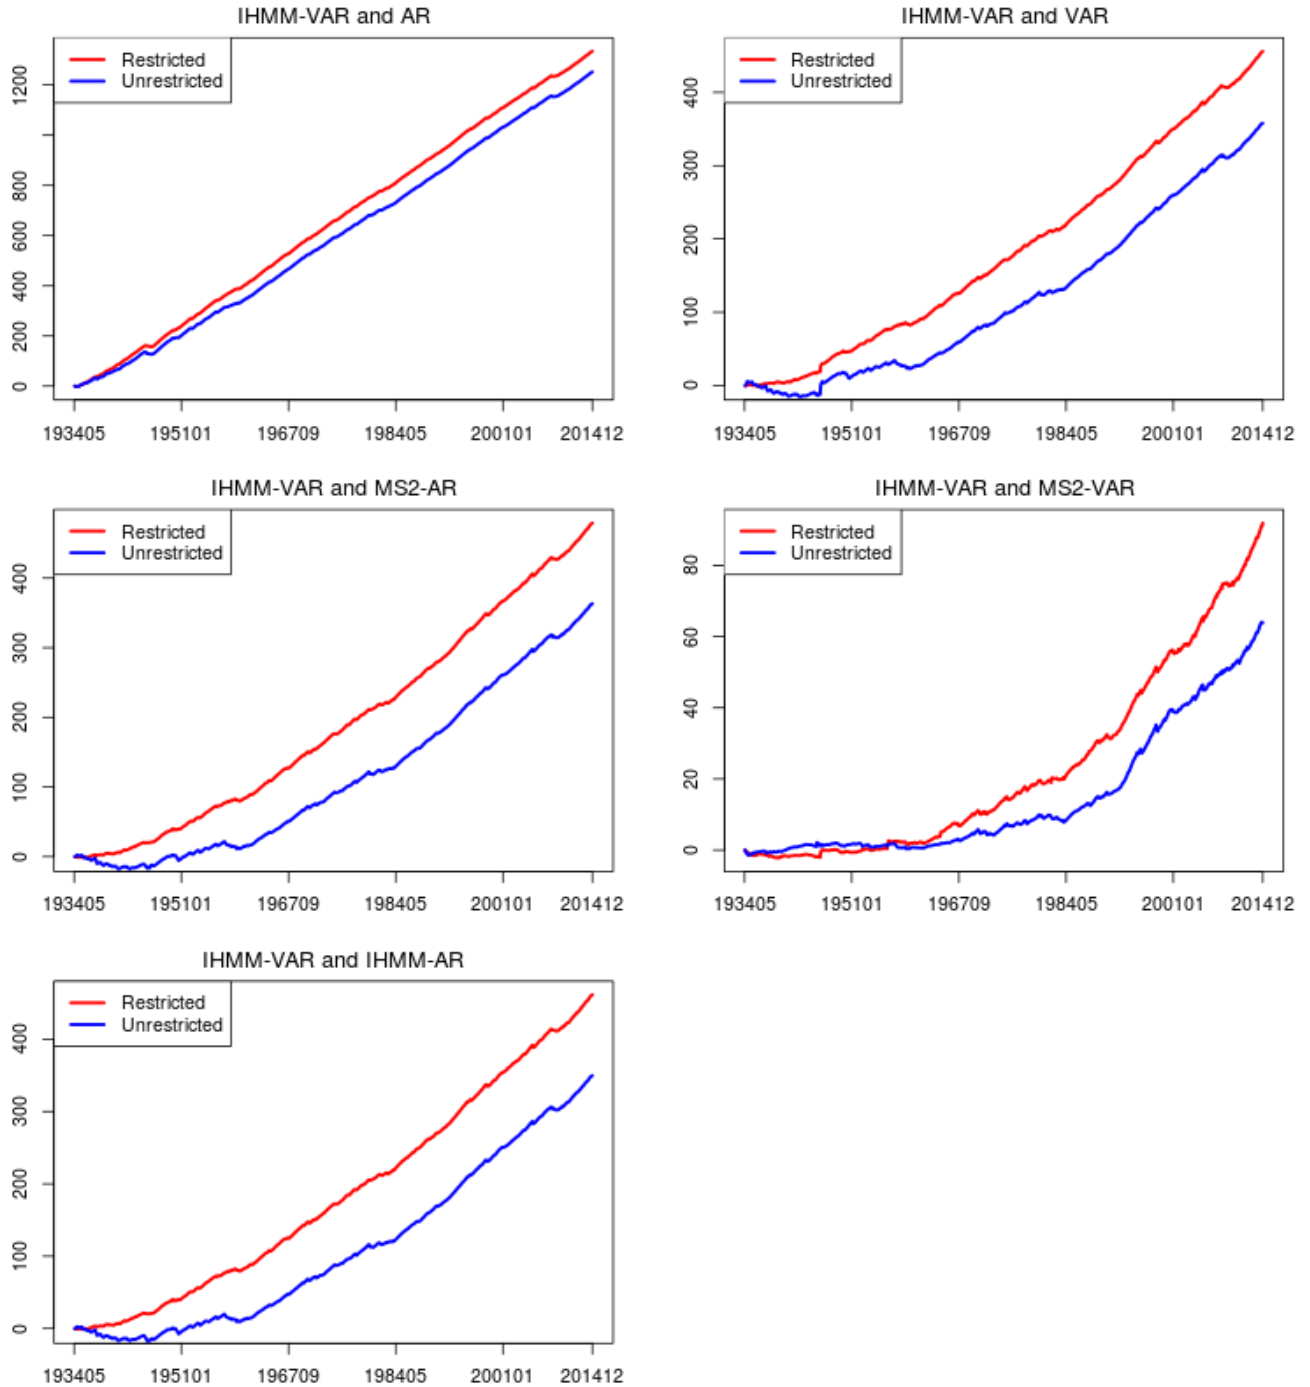 IHMM-VAR and AR
Restricted
Unrestricted
0 200 400 600 800 1200
193405 195101 196709 198405 200101 201412
IHMM-VAR and VAR
Restricted
Unrestricted
0 100 200 300 400
193405 195101 196709 198405 200101 201412
IHMM-VAR and MS2-AR
Restricted
Unrestricted
0 100 200 300 400
193405 195101 196709 198405 200101 201412
IHMM-VAR and MS2-VAR
Restricted
Unrestricted
0 20 40 60 80
193405 195101 196709 198405 200101 201412
IHMM-VAR and IHMM-AR
Restricted
Unrestricted
0 100 200 300 400
193405 195101 196709 198405 200101 201412